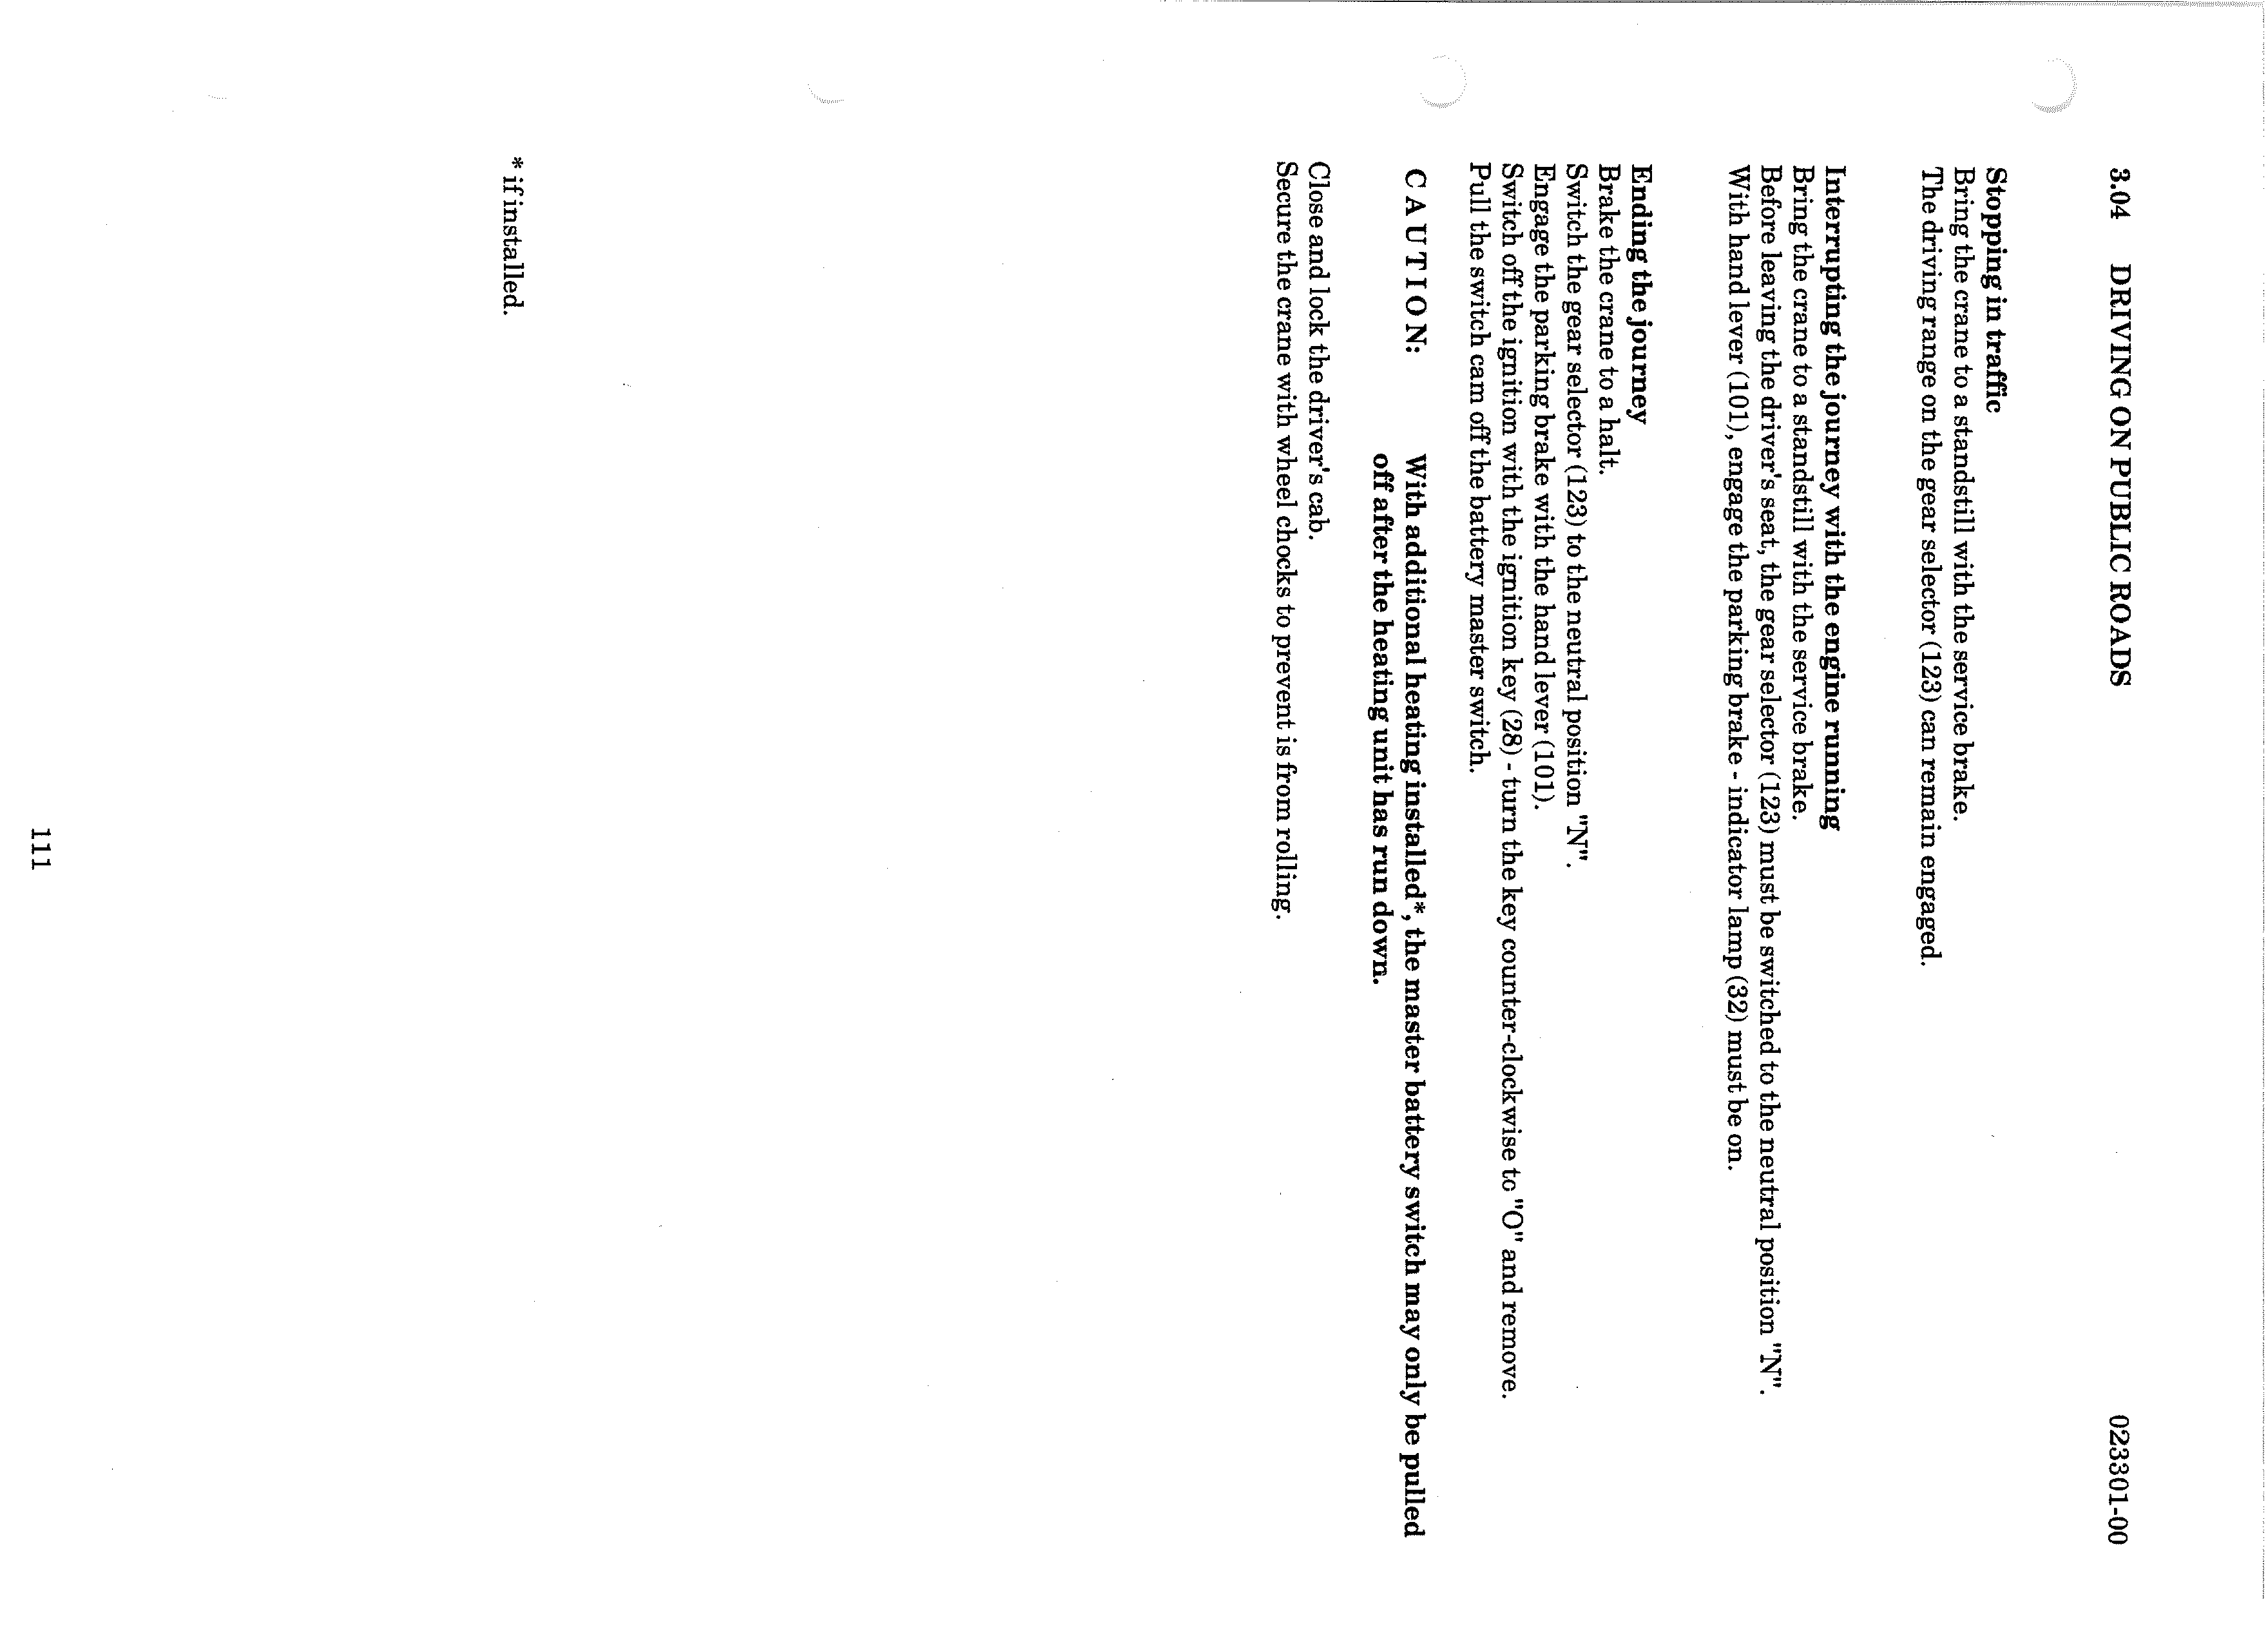 3.04 DRIVING ON PUBLIC ROADS 023301-00
Stopping in traffic
Bring the crane to a standstill with the service brake.
The driving range on the gear selector (123) can remain engaged.
Interrupting the journey with the engine running
Bring the crane to a standstill with the service brake.
Before leaving the driver's seat, the gear selector (123) must be switched to the neutral position "N".
With hand lever (101), engage the parking brake - indicator lamp (32) must be on.
Ending the journey
Brake the crane to a halt.
Switch the gear selector (123) to the neutral position "N".
Engage the parking brake with the hand lever (101).
Switch off the ignition with the ignition key (28) - turn the key counter-clockwise to "O" and remove.
Pull the switch cam off the battery master switch.
C A U T I O N: With additional heating installed*, the master battery switch may only be pulled
off after the heating unit has run down.
Close and lock the driver's cab.
Secure the crane with wheel chocks to prevent is from rolling.
* if installed.
111